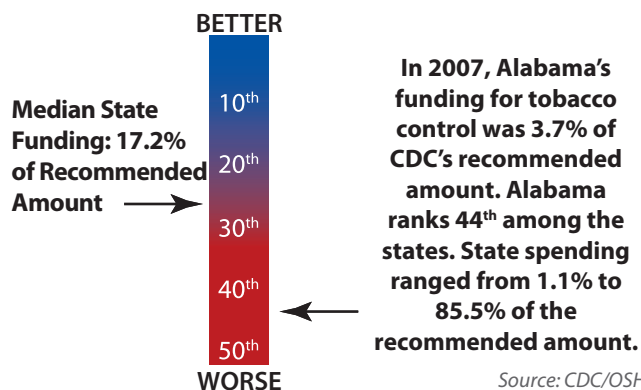 BETTER
Median State
Funding: 17.2%
of Recommended
Amount
10th
20th
30th
40th
50th
WORSE
In 2007, Alabama’s
funding for tobacco
control was 3.7% of
CDC’s recommended
amount. Alabama
ranks 44th among the
states. State spending
ranged from 1.1% to
85.5% of the
recommended amount.
Source: CDC/OSH